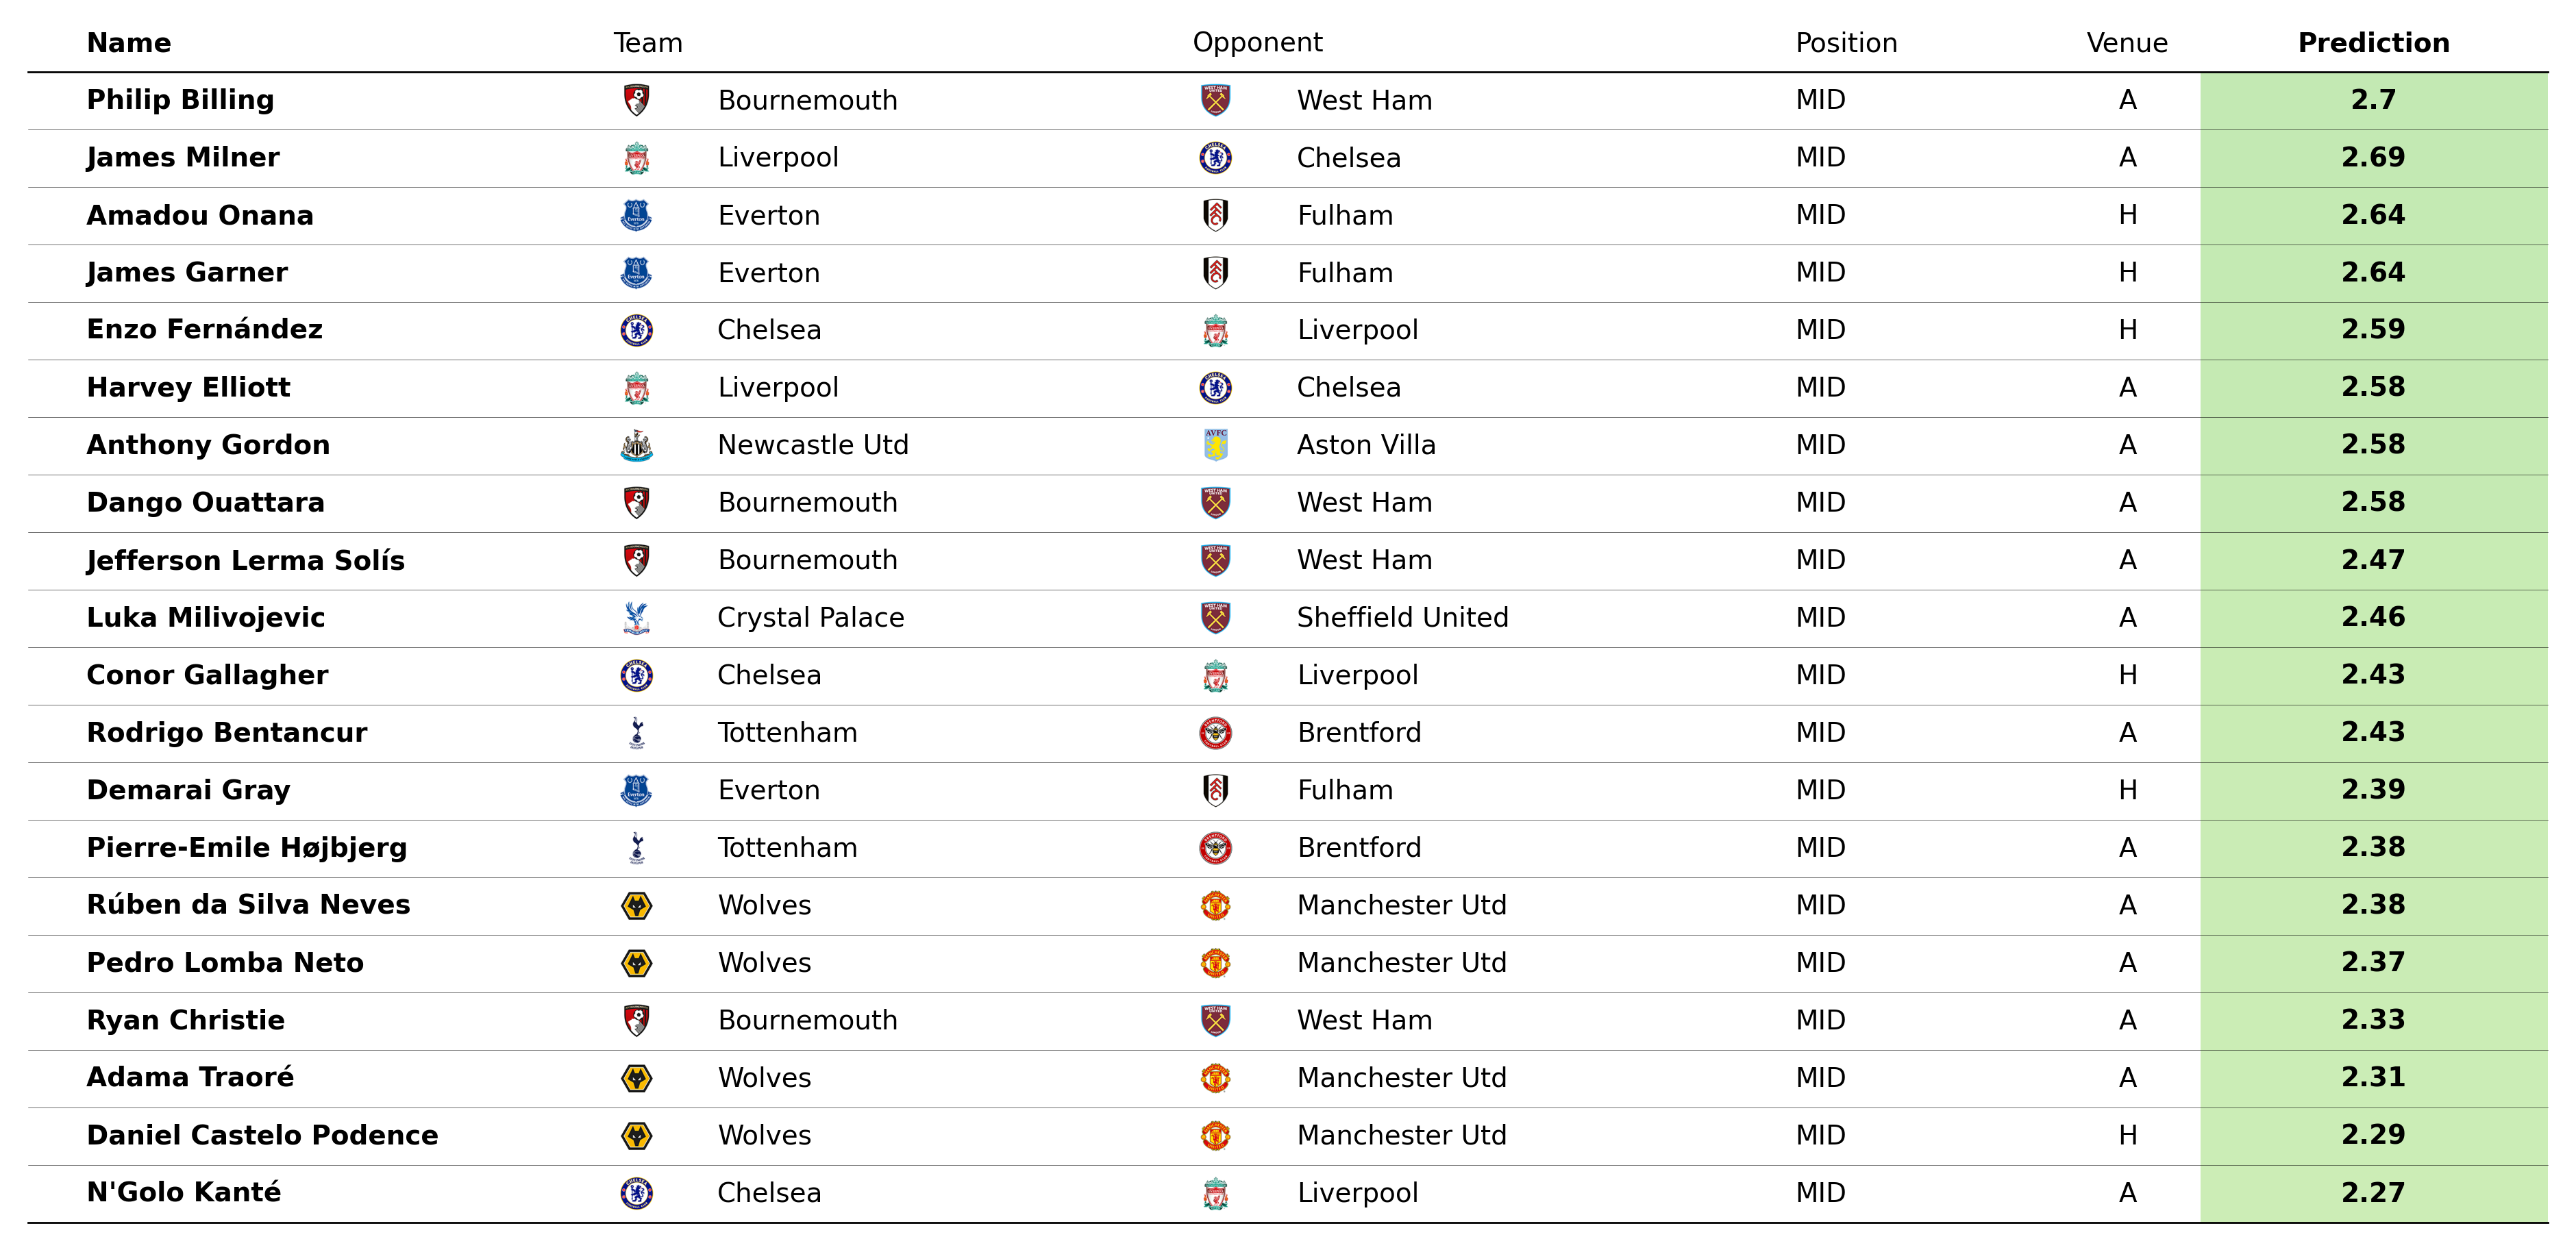 Name Team Opponent Position Venue Prediction
Philip Billing Bournemouth West Ham MID A 2.7
James Milner Liverpool Chelsea MID A 2.69
Amadou Onana Everton Fulham MID H 2.64
James Garner Everton Fulham MID H 2.64
Enzo Fernández Chelsea Liverpool MID H 2.59
Harvey Elliott Liverpool Chelsea MID A 2.58
Anthony Gordon Newcastle Utd Aston Villa MID A 2.58
Dango Ouattara Bournemouth West Ham MID A 2.58
Jefferson Lerma Solís Bournemouth West Ham MID A 2.47
Luka Milivojevic Crystal Palace Sheffield United MID A 2.46
Conor Gallagher Chelsea Liverpool MID H 2.43
Rodrigo Bentancur Tottenham Brentford MID A 2.43
Demarai Gray Everton Fulham MID H 2.39
Pierre-Emile Højbjerg Tottenham Brentford MID A 2.38
Rúben da Silva Neves Wolves Manchester Utd MID A 2.38
Pedro Lomba Neto Wolves Manchester Utd MID A 2.37
Ryan Christie Bournemouth West Ham MID A 2.33
Adama Traoré Wolves Manchester Utd MID A 2.31
Daniel Castelo Podence Wolves Manchester Utd MID H 2.29
N'Golo Kanté Chelsea Liverpool MID A 2.27